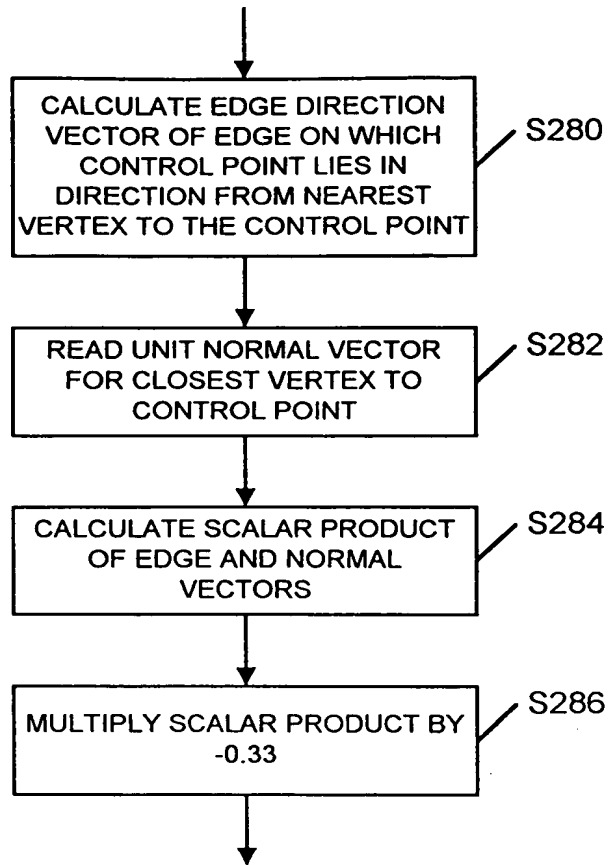 CALCULATE EDGE DIRECTION
VECTOR OF EDGE ON WHICH
CONTROL POINT LIES IN
DIRECTION FROM NEAREST
VERTEX TO THE CONTROL POINT
S280
READ UNIT NORMAL VECTOR
FOR CLOSEST VERTEX TO
CONTROL POINT
S282
CALCULATE SCALAR PRODUCT
OF EDGE AND NORMAL
VECTORS
S284
MULTIPLY SCALAR PRODUCT BY
-0.33
S286